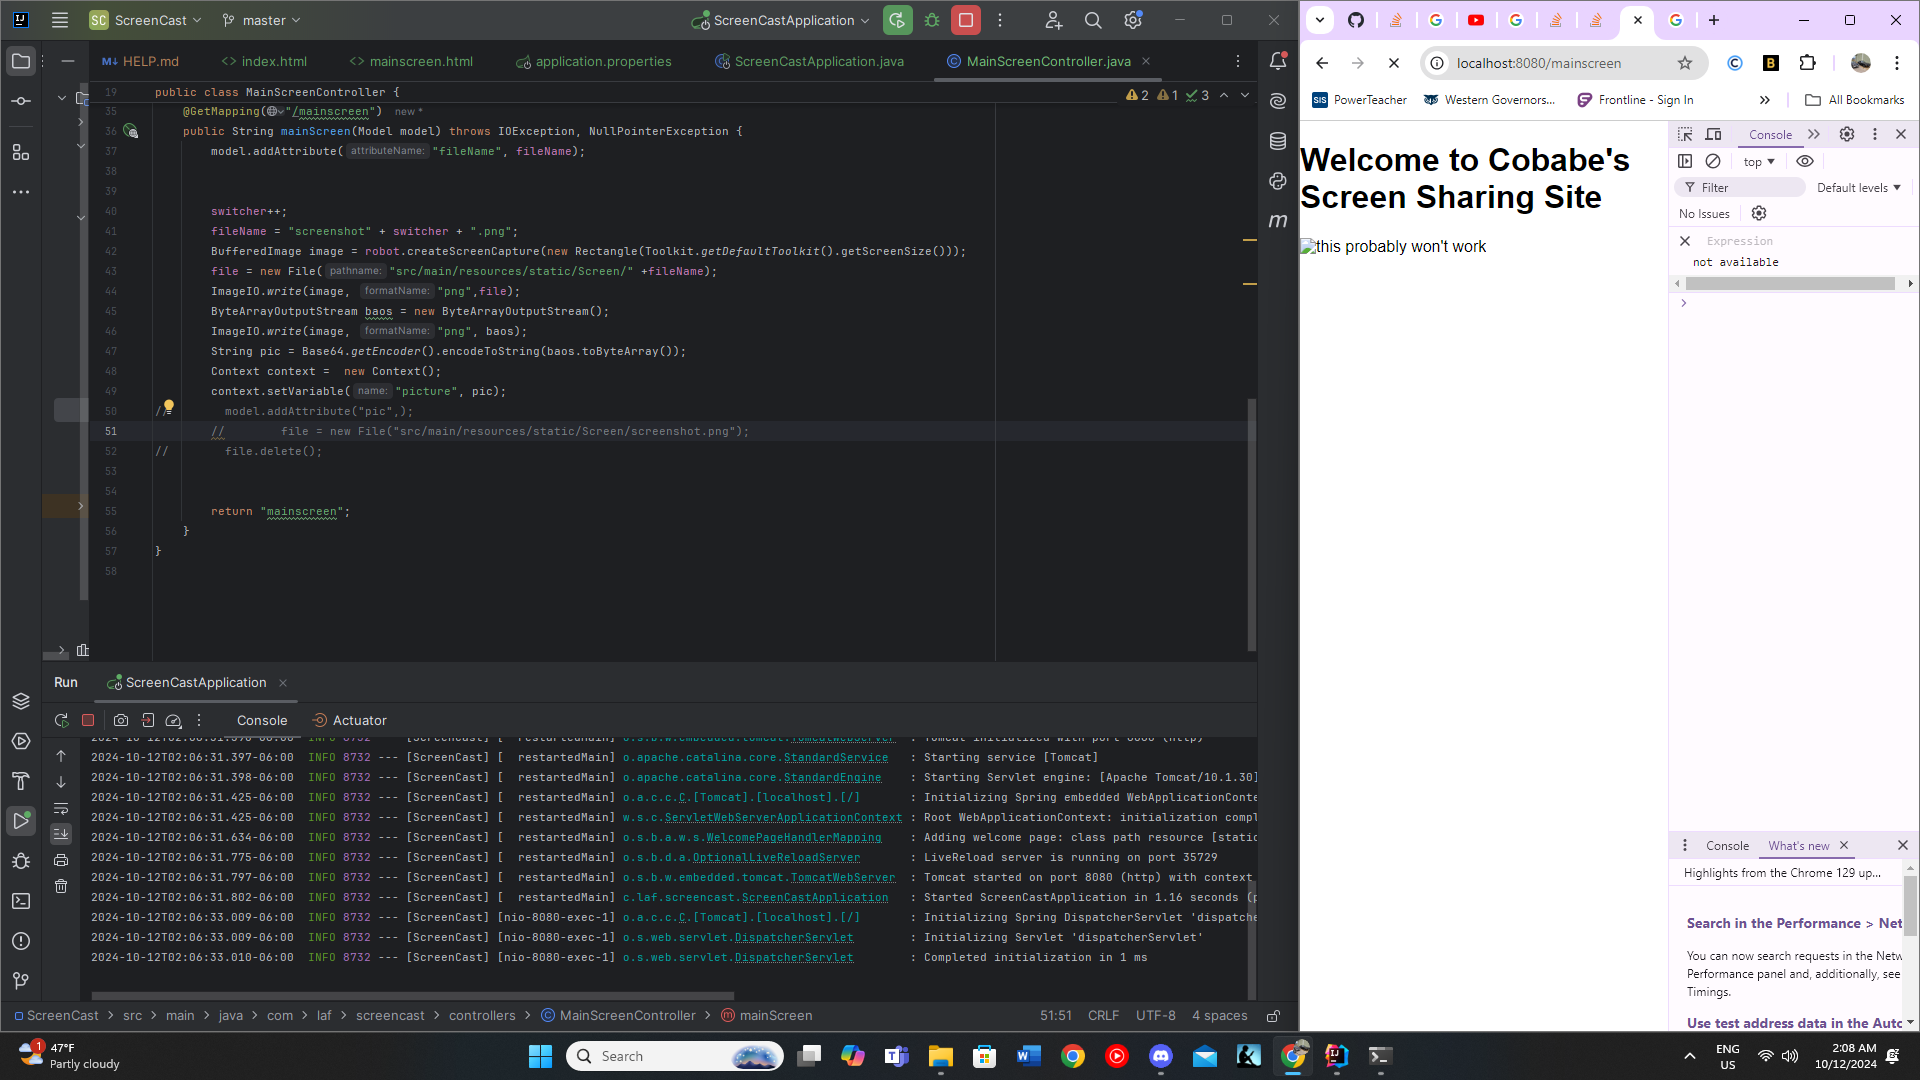 SC ScreenCast master ScreenCastApplication
HELP.md index.html mainscreen.html application.properties ScreenCastApplication.java MainScreenController.java
19 public class MainScreenController { 2 1 3
35 @GetMapping("/mainscreen") new *
36 public String mainScreen(Model model) throws IOException, NullPointerException {
37 model.addAttribute( attributeName: "fileName", fileName);
38
39
40 switcher++;
41 fileName = "screenshot" + switcher + ".png";
42 BufferedImage image = robot.createScreenCapture(new Rectangle(Toolkit.getDefaultToolkit().getScreenSize()));
43 file = new File( pathname: "src/main/resources/static/Screen/" +fileName);
44 ImageIO.write(image, formatName: "png",file);
45 ByteArrayOutputStream baos = new ByteArrayOutputStream();
46 ImageIO.write(image, formatName: "png", baos);
47 String pic = Base64.getEncoder().encodeToString(baos.toByteArray());
48 Context context =  new Context();
49 context.setVariable( name: "picture", pic);
50 // model.addAttribute("pic",);
51 // file = new File("src/main/resources/static/Screen/screenshot.png");
52 // file.delete();
53
54
55 return "mainscreen";
56 }
57 }
58
Run ScreenCastApplication
Console Actuator
2024-10-12T02:06:31.397-06:00 INFO 8732 --- [ScreenCast] [  restartedMain] o.apache.catalina.core.StandardService : Starting service [Tomcat]
2024-10-12T02:06:31.398-06:00 INFO 8732 --- [ScreenCast] [  restartedMain] o.apache.catalina.core.StandardEngine : Starting Servlet engine: [Apache Tomcat/10.1.30]
2024-10-12T02:06:31.425-06:00 INFO 8732 --- [ScreenCast] [  restartedMain] o.a.c.c.C.[Tomcat].[localhost].[/] : Initializing Spring embedded WebApplicationConte
2024-10-12T02:06:31.425-06:00 INFO 8732 --- [ScreenCast] [  restartedMain] w.s.c.ServletWebServerApplicationContext : Root WebApplicationContext: initialization compl
2024-10-12T02:06:31.634-06:00 INFO 8732 --- [ScreenCast] [  restartedMain] o.s.b.a.w.s.WelcomePageHandlerMapping : Adding welcome page: class path resource [static
2024-10-12T02:06:31.775-06:00 INFO 8732 --- [ScreenCast] [  restartedMain] o.s.b.d.a.OptionalLiveReloadServer : LiveReload server is running on port 35729
2024-10-12T02:06:31.797-06:00 INFO 8732 --- [ScreenCast] [  restartedMain] o.s.b.w.embedded.tomcat.TomcatWebServer : Tomcat started on port 8080 (http) with context
2024-10-12T02:06:31.802-06:00 INFO 8732 --- [ScreenCast] [  restartedMain] c.laf.screencast.ScreenCastApplication : Started ScreenCastApplication in 1.16 seconds (p
2024-10-12T02:06:33.009-06:00 INFO 8732 --- [ScreenCast] [nio-8080-exec-1] o.a.c.c.C.[Tomcat].[localhost].[/] : Initializing Spring DispatcherServlet 'dispatche
2024-10-12T02:06:33.009-06:00 INFO 8732 --- [ScreenCast] [nio-8080-exec-1] o.s.web.servlet.DispatcherServlet : Initializing Servlet 'dispatcherServlet'
2024-10-12T02:06:33.010-06:00 INFO 8732 --- [ScreenCast] [nio-8080-exec-1] o.s.web.servlet.DispatcherServlet : Completed initialization in 1 ms
ScreenCast > src > main > java > com > laf > screencast > controllers > MainScreenController > mainScreen 51:51 CRLF UTF-8 4 spaces
localhost:8080/mainscreen
SIS PowerTeacher Western Governors... Frontline - Sign In » All Bookmarks
Welcome to Cobabe's
Screen Sharing Site
this probably won't work
Console
top
Filter Default levels
No Issues
Expression
not available
Console What's new
Highlights from the Chrome 129 up...
Search in the Performance > Net
You can now search requests in the Netw
Performance panel and, additionally, see
Timings.
Use test address data in the Auto
1 47°F
Partly cloudy
Search
ENG
US
2:08 AM
10/12/2024